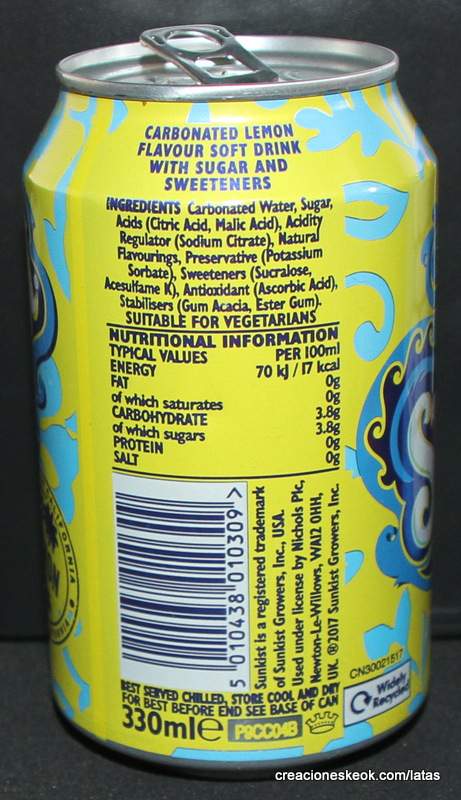 CARBONATED LEMON
FLAVOUR SOFT DRINK
WITH SUGAR AND
SWEETENERS
INGREDIENTS Carbonated Water, Sugar,
Acids (Citric Acid, Malic Acid), Acidity
Regulator (Sodium Citrate), Natural
Flavourings, Preservative (Potassium
Sorbate), Sweeteners (Sucralose,
Acesulfame K), Antioxidant (Ascorbic Acid),
Stabilisers (Gum Acacia, Ester Gum).
SUITABLE FOR VEGETARIANS
NUTRITIONAL INFORMATION
TYPICAL VALUES PER 100ml
ENERGY 70 kJ / 17 kcal
FAT 0g
of which saturates 0g
CARBOHYDRATE 3.8g
of which sugars 3.8g
PROTEIN 0g
SALT 0g
5 010438 010309 >
Sunkist is a registered trademark
of Sunkist Growers, Inc., USA.
Used under license by Nichols Plc,
Newton-Le-Willows, WA12 0HH,
UK. ®2017 Sunkist Growers, Inc.
BEST SERVED CHILLED, STORE COOL AND DRY
FOR BEST BEFORE END SEE BASE OF CAN
330ml e P8CC04B
CN30021517
Widely
Recycled
CALIFORNIA
creacioneskeok.com/latas